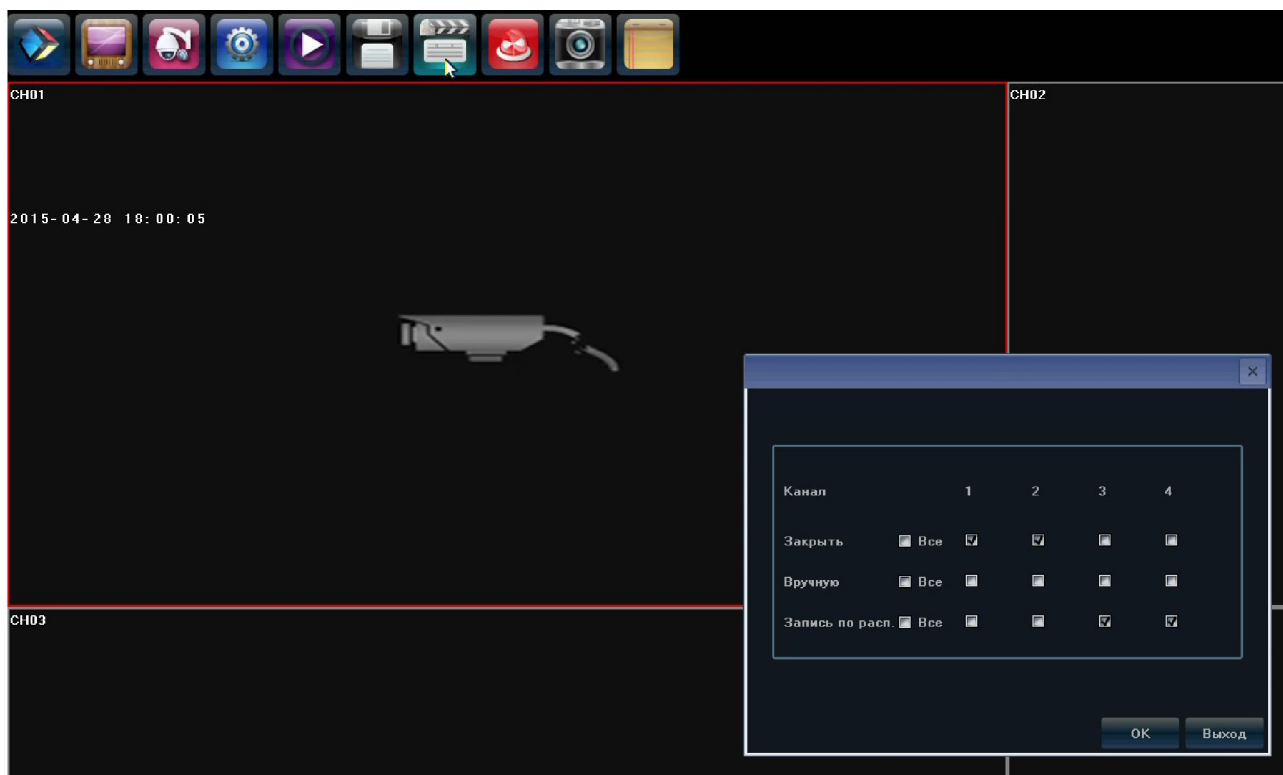 CH01
CH02
2015-04-28 18:00:05
Канал 1 2 3 4
Закрыть Все
Вручную Все
Запись по расп. Все
OK Выход
CH03